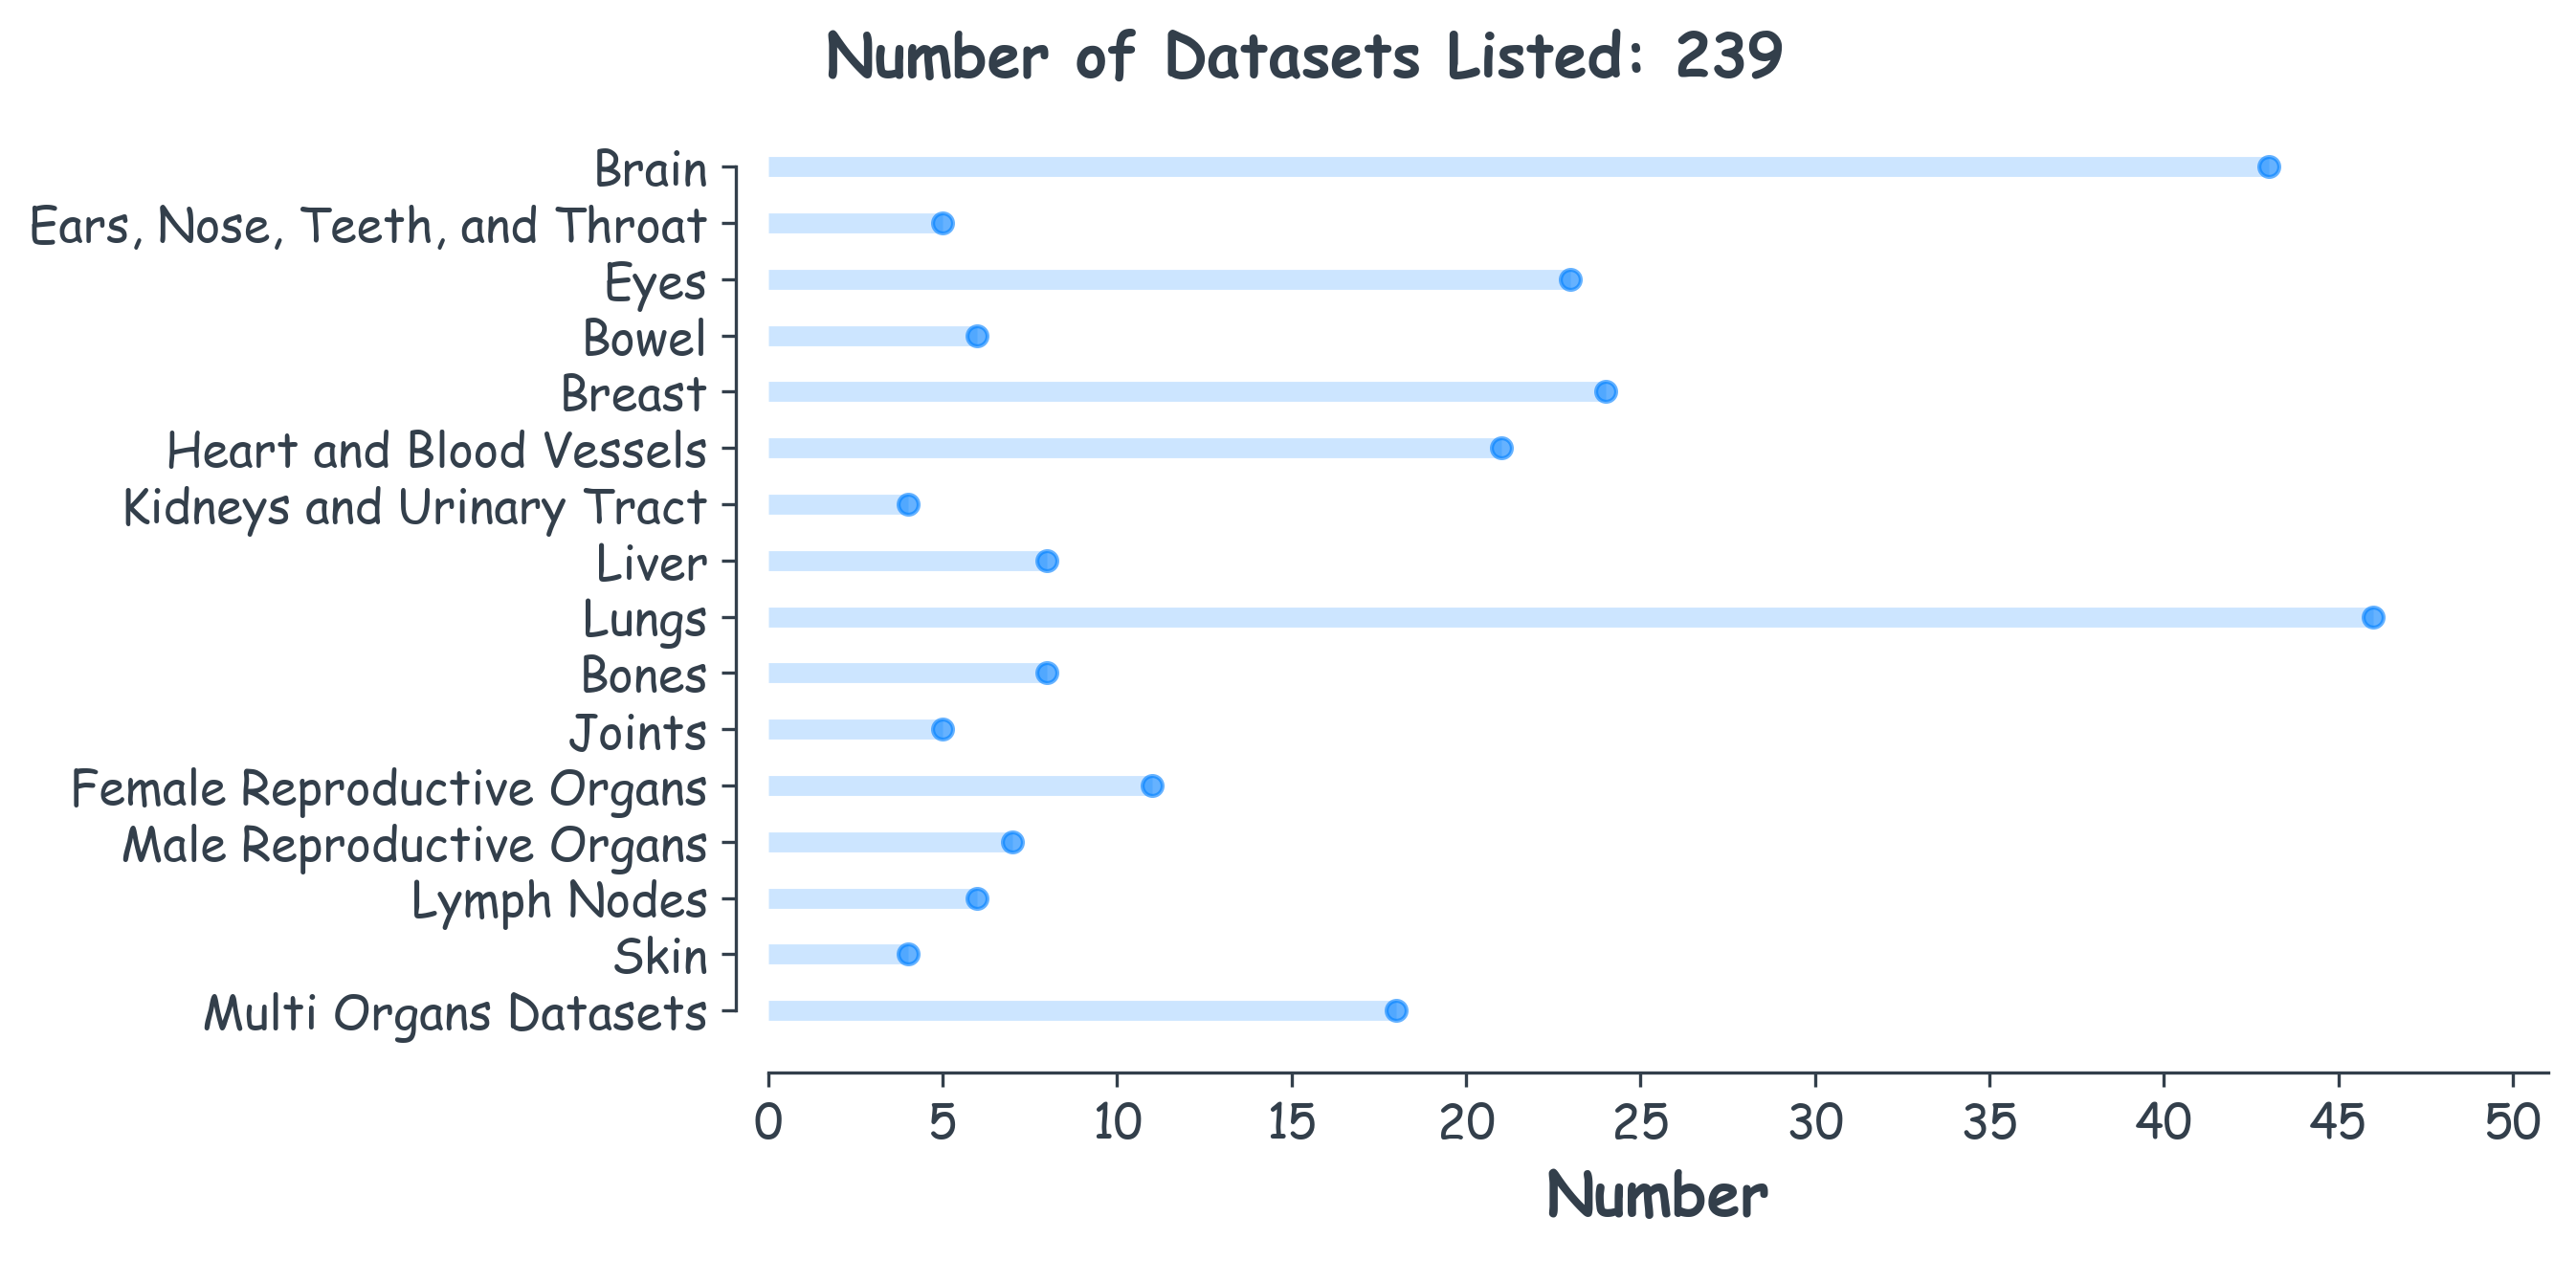 Number of Datasets Listed: 239
Brain
Ears, Nose, Teeth, and Throat
Eyes
Bowel
Breast
Heart and Blood Vessels
Kidneys and Urinary Tract
Liver
Lungs
Bones
Joints
Female Reproductive Organs
Male Reproductive Organs
Lymph Nodes
Skin
Multi Organs Datasets
0 5 10 15 20 25 30 35 40 45 50
Number